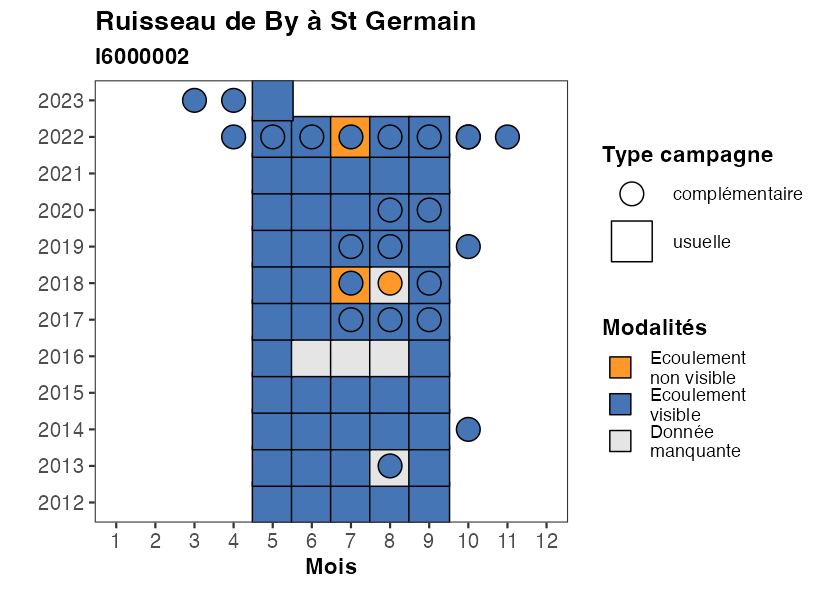 Ruisseau de By à St Germain
I6000002
2023
2022
2021
2020
2019
2018
2017
2016
2015
2014
2013
2012
1 2 3 4 5 6 7 8 9 10 11 12
Mois
Type campagne
complémentaire
usuelle
Modalités
Ecoulement
non visible
Ecoulement
visible
Donnée
manquante